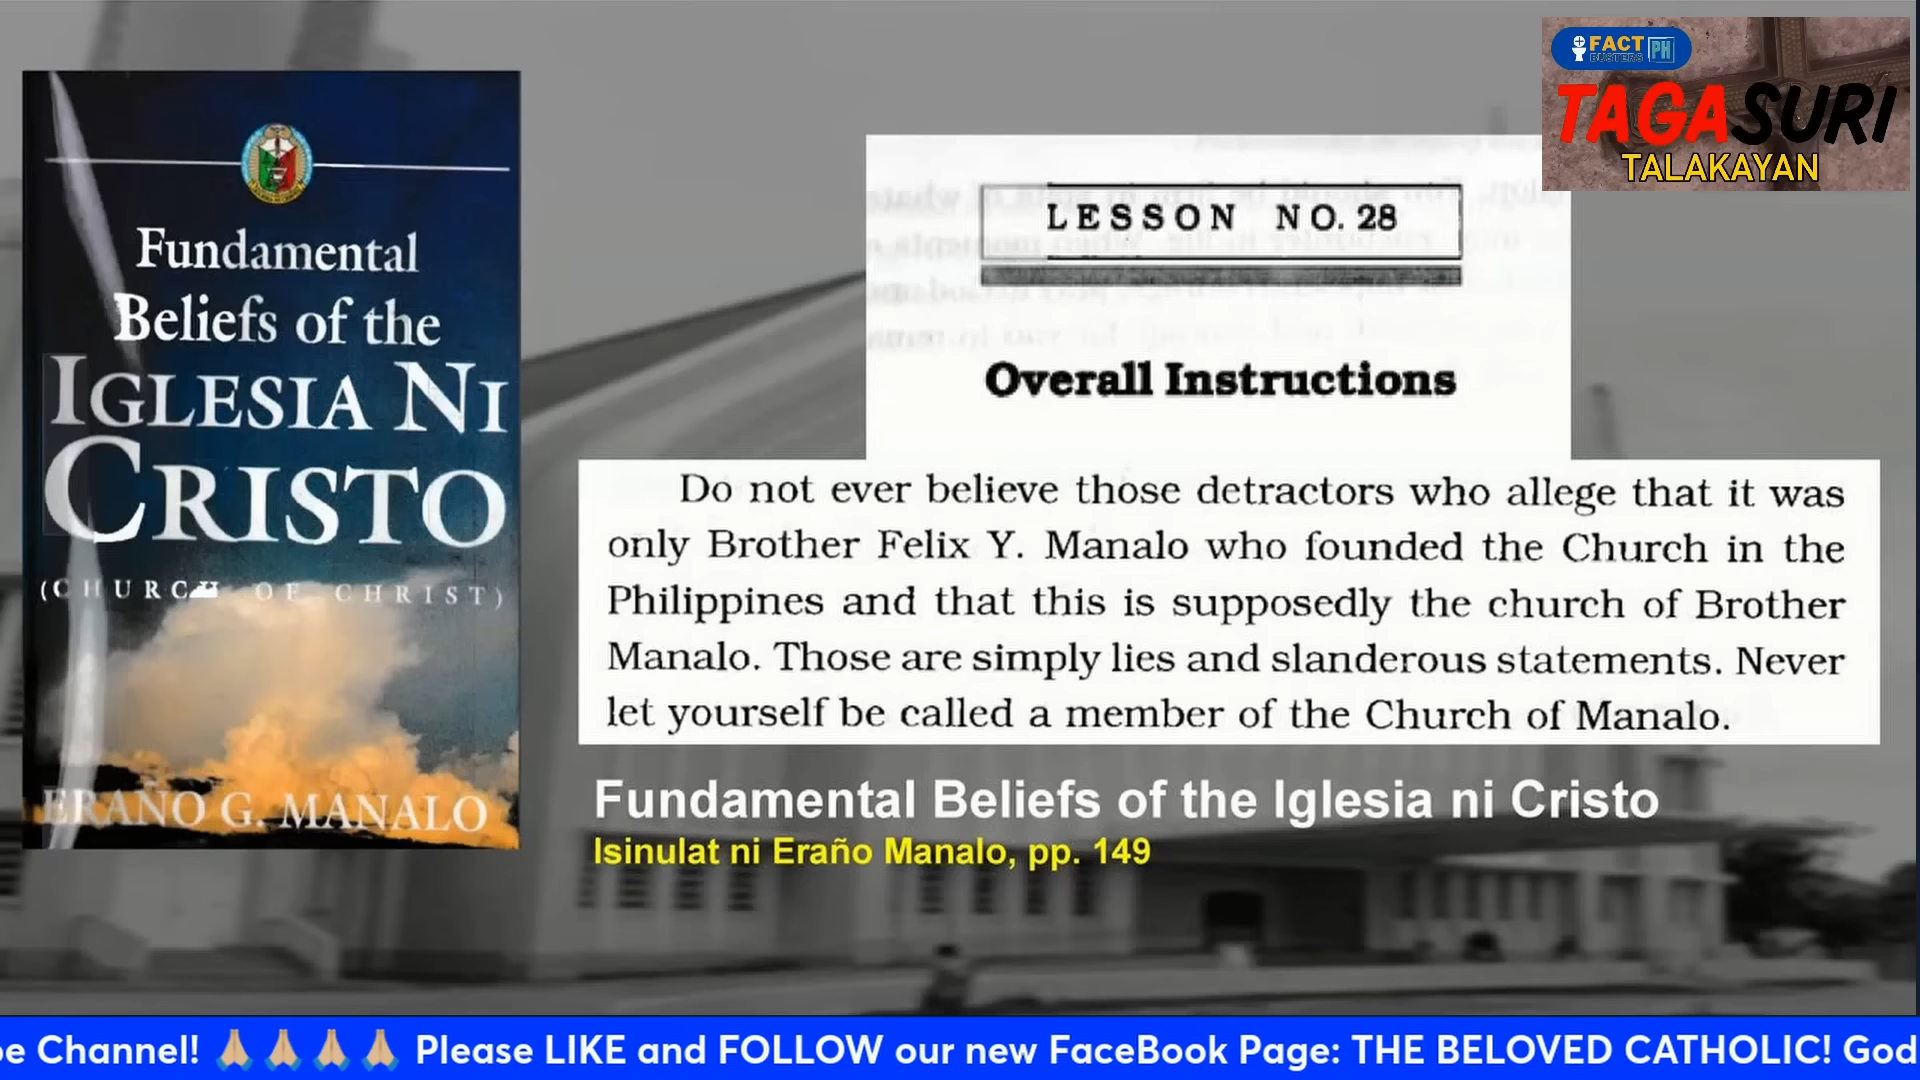 FACT
BUSTERS
PH
TAGASURI
TALAKAYAN
Fundamental
Beliefs of the
IGLESIA NI
CRISTO
(CHURCH OF CHRIST)
ERAÑO G. MANALO
LESSON NO. 28
Overall Instructions
Do not ever believe those detractors who allege that it was
only Brother Felix Y. Manalo who founded the Church in the
Philippines and that this is supposedly the church of Brother
Manalo. Those are simply lies and slanderous statements. Never
let yourself be called a member of the Church of Manalo.
Fundamental Beliefs of the Iglesia ni Cristo
Isinulat ni Eraño Manalo, pp. 149
Channel! 🙏🏼🙏🏼🙏🏼🙏🏼 Please LIKE and FOLLOW our new FaceBook Page: THE BELOVED CATHOLIC! God